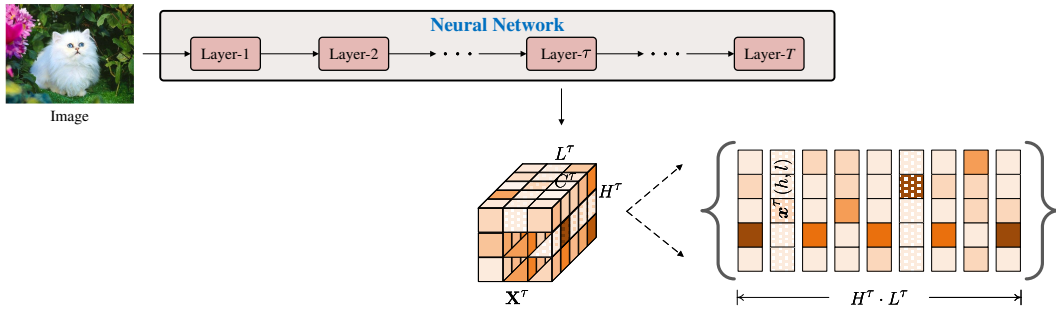 Neural Network
Layer-1
Layer-2
· · ·
Layer-τ
· · ·
Layer-T
Image
L^τ
C^τ
H^τ
x^τ(h, l)
X^τ
H^τ · L^τ